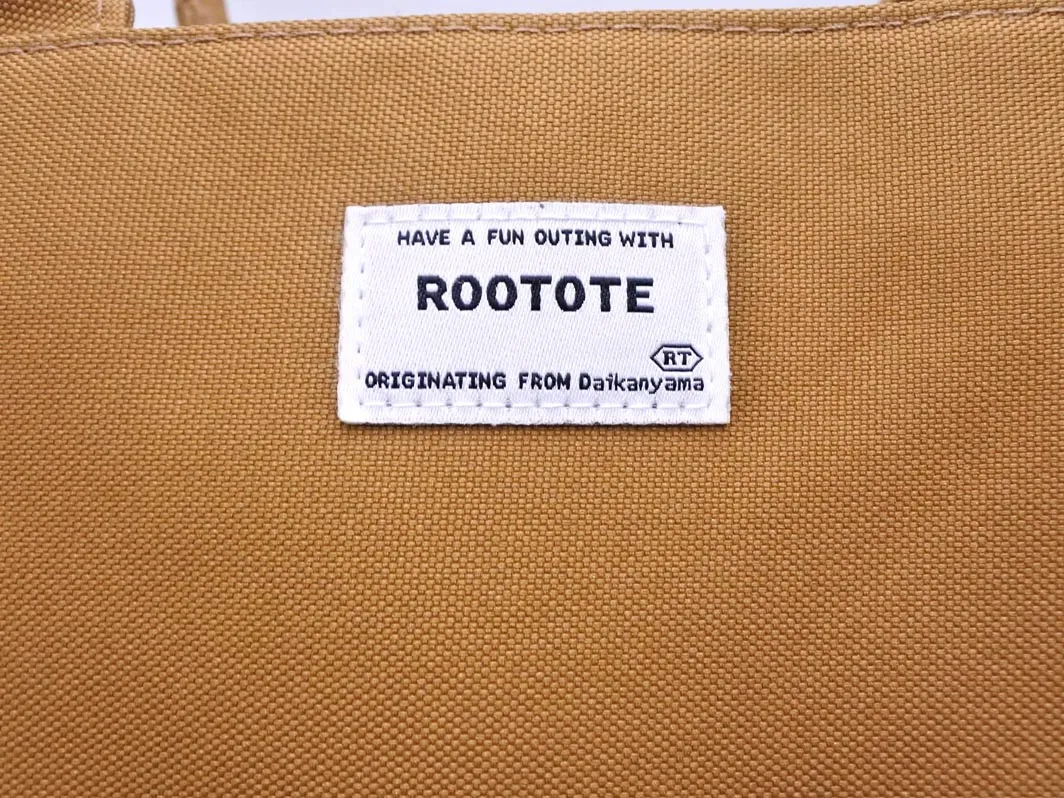 HAVE A FUN OUTING WITH
ROOTOTE
RT
ORIGINATING FROM Daikanyama